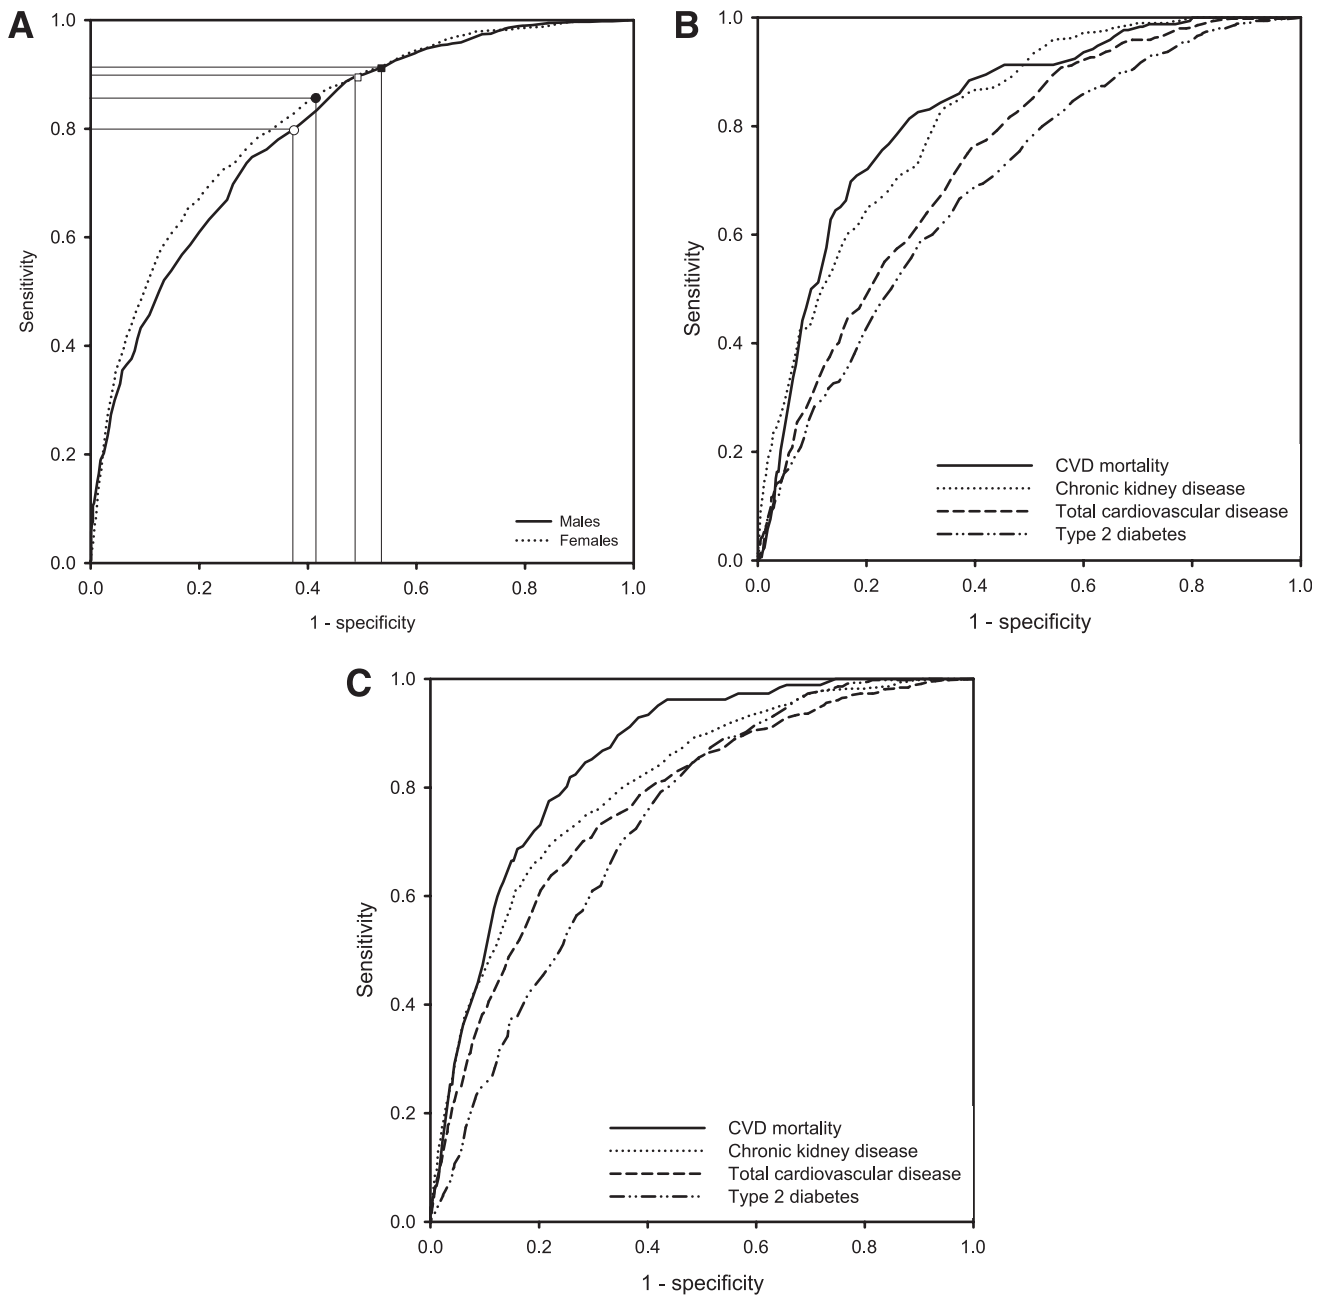 A
1.0
0.8
0.6
0.4
0.2
0.0
Sensitivity
Males
Females
0.0 0.2 0.4 0.6 0.8 1.0
1 - specificity
B
1.0
0.8
0.6
0.4
0.2
0.0
Sensitivity
CVD mortality
Chronic kidney disease
Total cardiovascular disease
Type 2 diabetes
0.0 0.2 0.4 0.6 0.8 1.0
1 - specificity
C
1.0
0.8
0.6
0.4
0.2
0.0
Sensitivity
CVD mortality
Chronic kidney disease
Total cardiovascular disease
Type 2 diabetes
0.0 0.2 0.4 0.6 0.8 1.0
1 - specificity